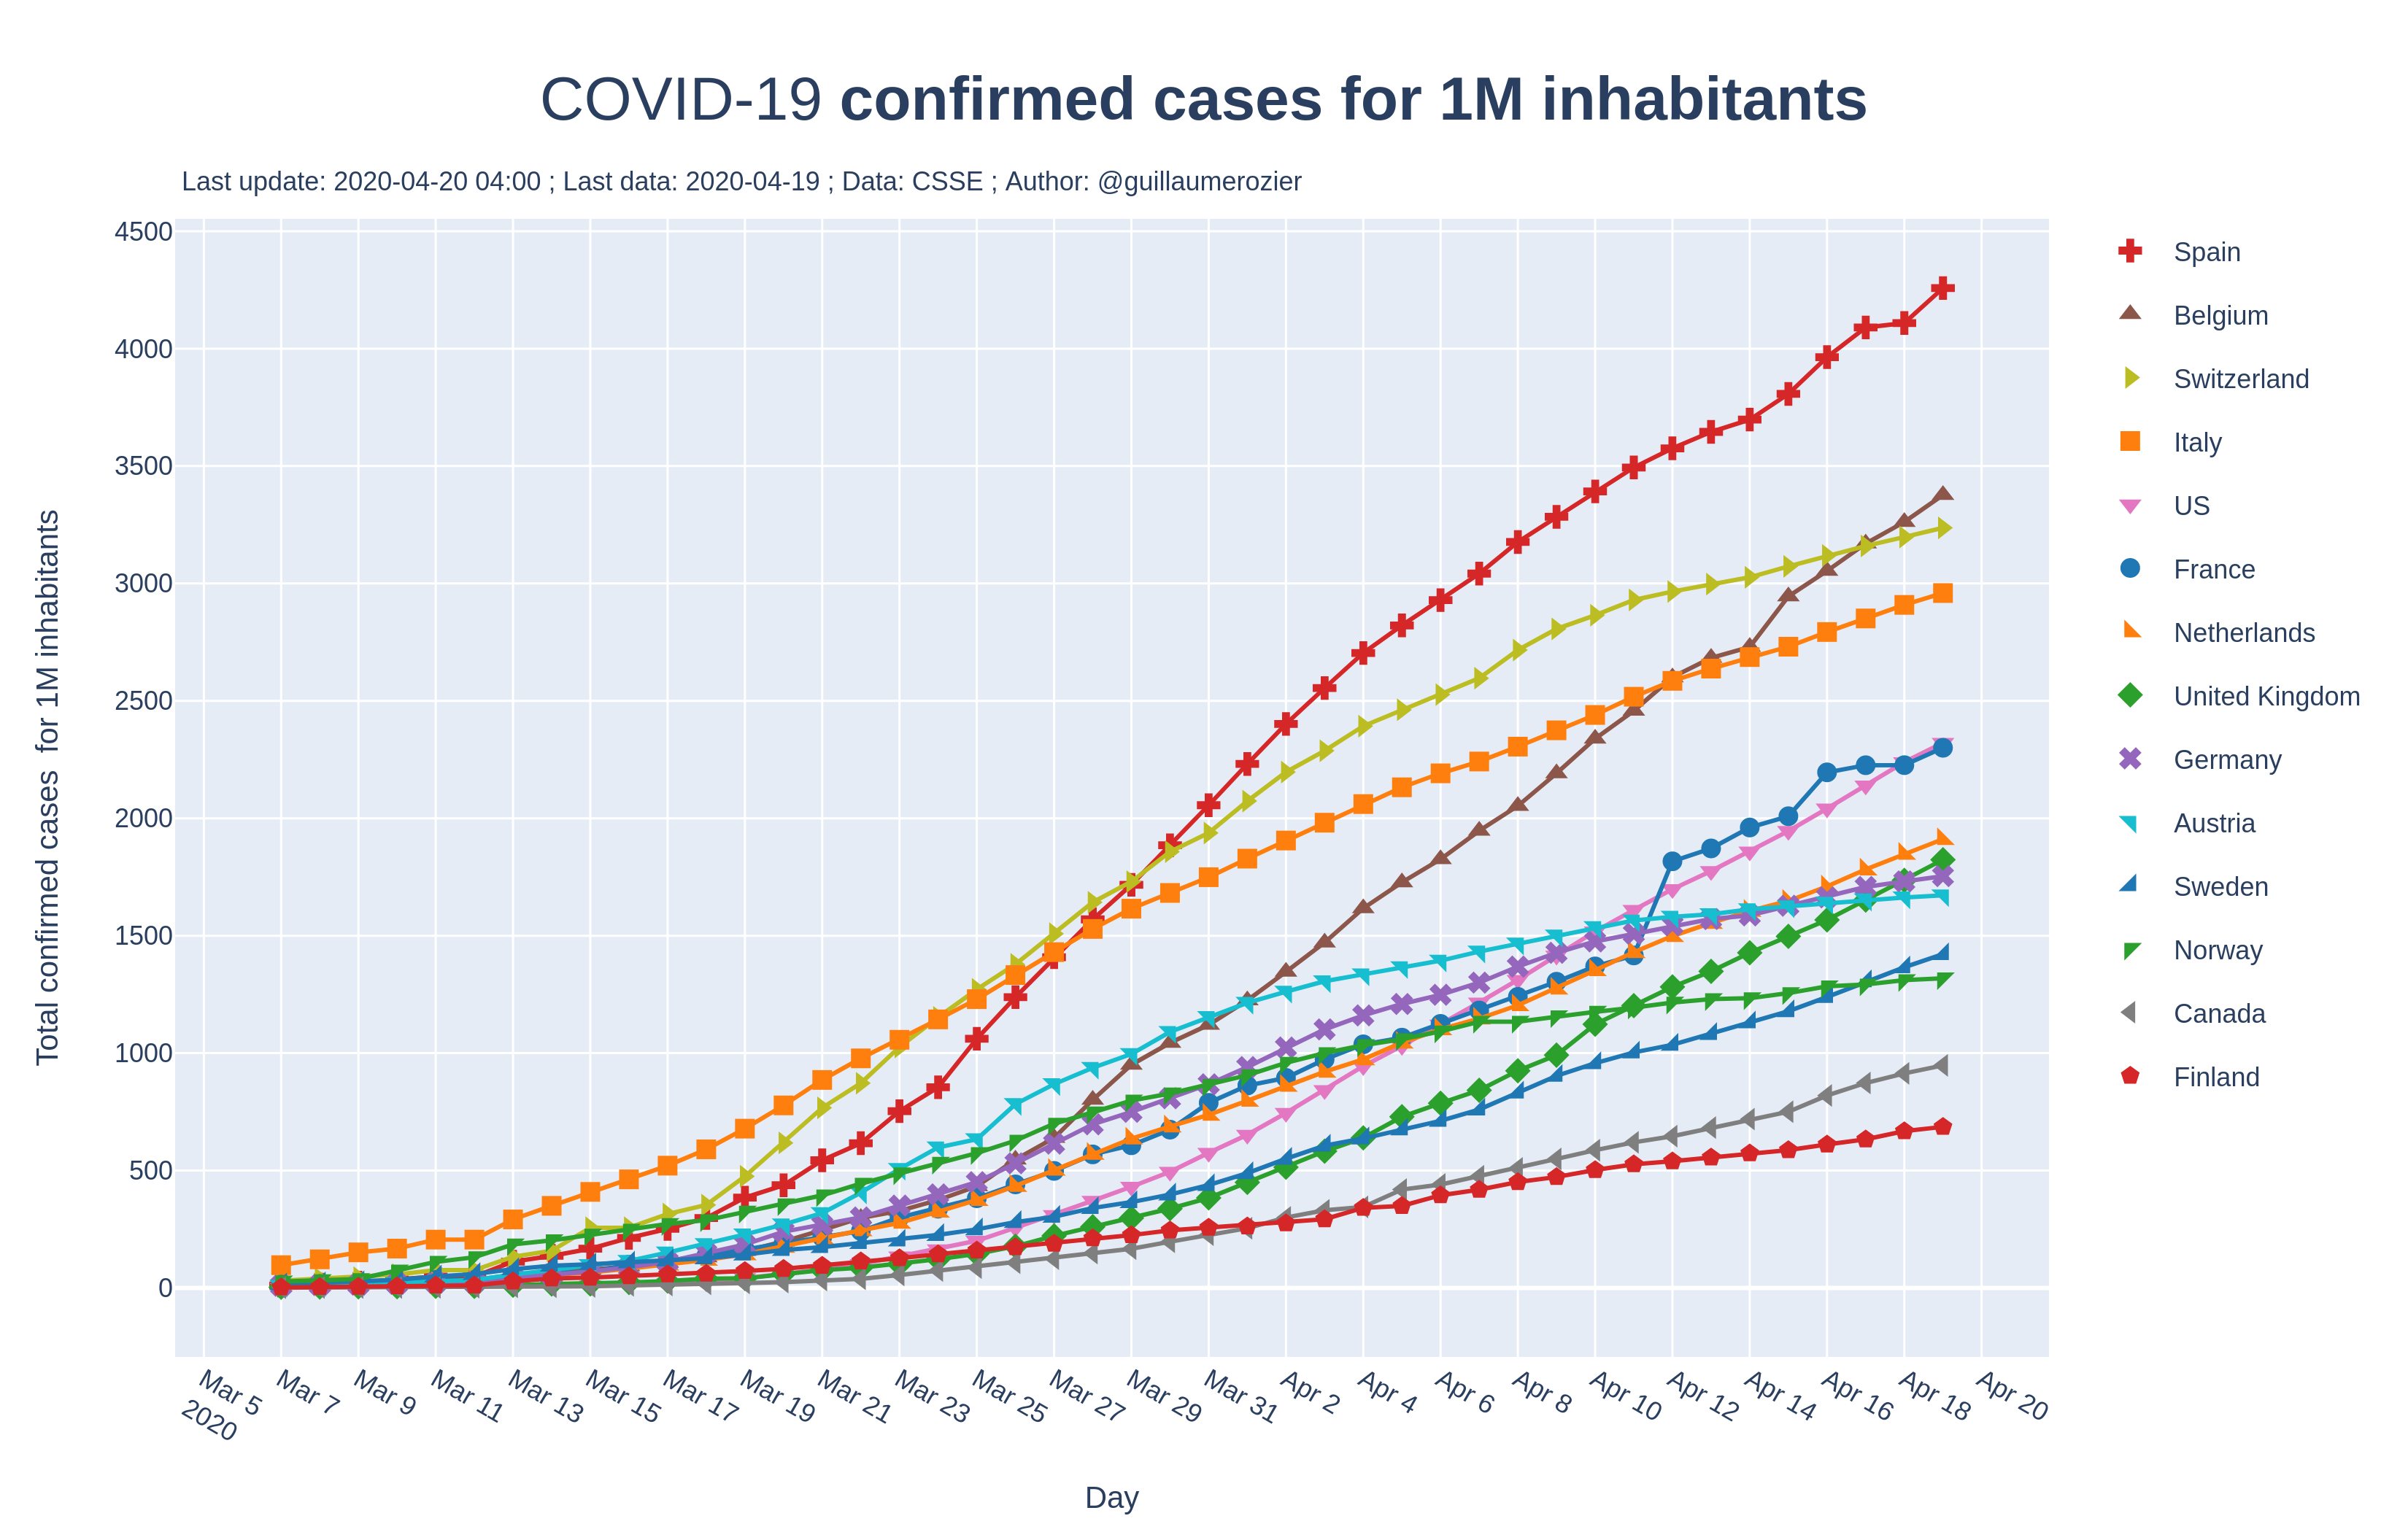 COVID-19 confirmed cases for 1M inhabitants
Last update: 2020-04-20 04:00 ; Last data: 2020-04-19 ; Data: CSSE ; Author: @guillaumerozier
4500
4000
3500
3000
2500
2000
1500
1000
500
0
Total confirmed cases for 1M inhabitants
Mar 5
2020
Mar 7
Mar 9
Mar 11
Mar 13
Mar 15
Mar 17
Mar 19
Mar 21
Mar 23
Mar 25
Mar 27
Mar 29
Mar 31
Apr 2
Apr 4
Apr 6
Apr 8
Apr 10
Apr 12
Apr 14
Apr 16
Apr 18
Apr 20
Day
Spain
Belgium
Switzerland
Italy
US
France
Netherlands
United Kingdom
Germany
Austria
Sweden
Norway
Canada
Finland